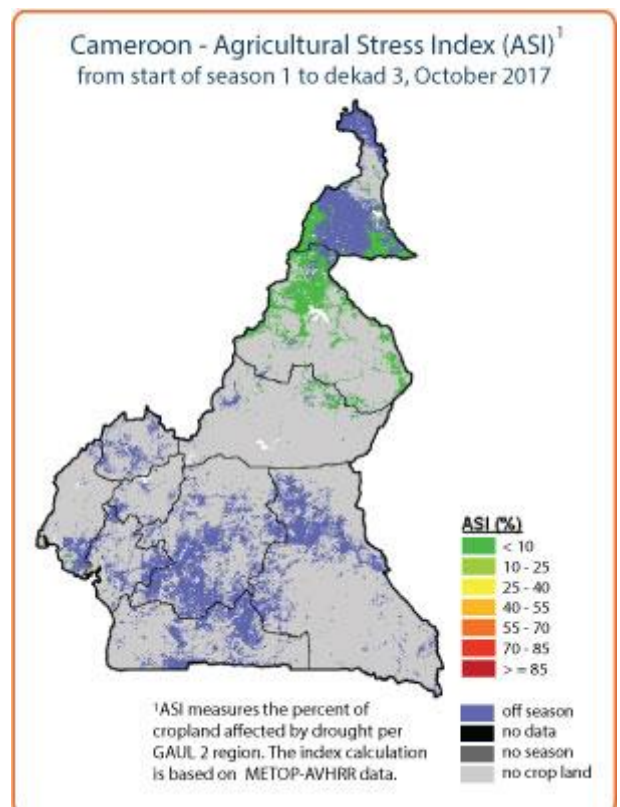 Cameroon - Agricultural Stress Index (ASI)¹
from start of season 1 to dekad 3, October 2017
ASI (%)
< 10
10 - 25
25 - 40
40 - 55
55 - 70
70 - 85
> = 85
off season
no data
no season
no crop land
¹ASI measures the percent of
cropland affected by drought per
GAUL 2 region. The index calculation
is based on METOP-AVHRR data.